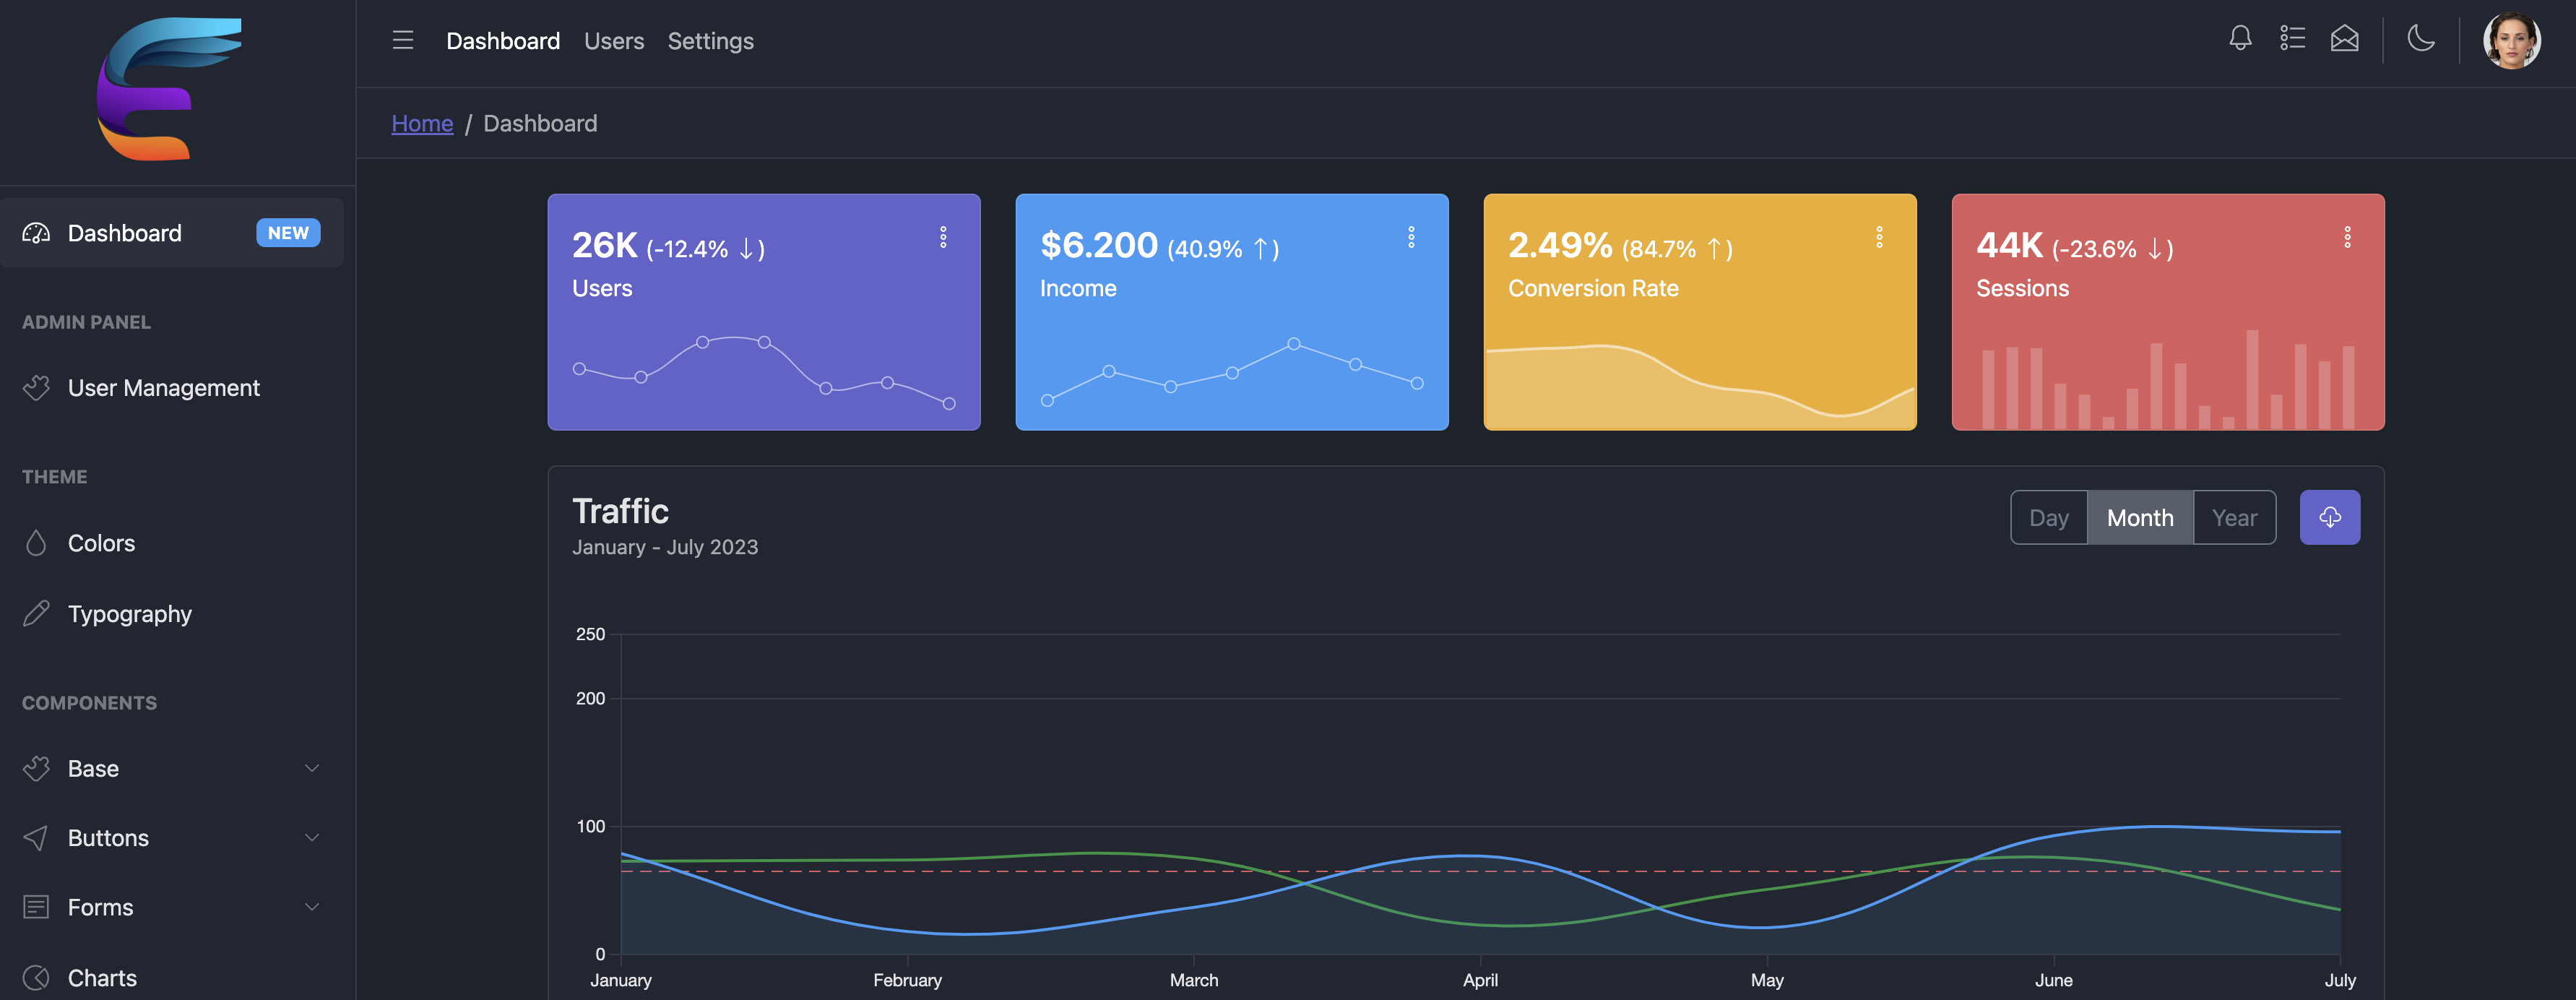 Dashboard Users Settings
Home / Dashboard
Dashboard NEW
ADMIN PANEL
User Management
THEME
Colors
Typography
COMPONENTS
Base
Buttons
Forms
Charts
26K (-12.4% ↓)
Users
$6.200 (40.9% ↑)
Income
2.49% (84.7% ↑)
Conversion Rate
44K (-23.6% ↓)
Sessions
Traffic
January - July 2023
Day Month Year
250
200
100
0
January February March April May June July